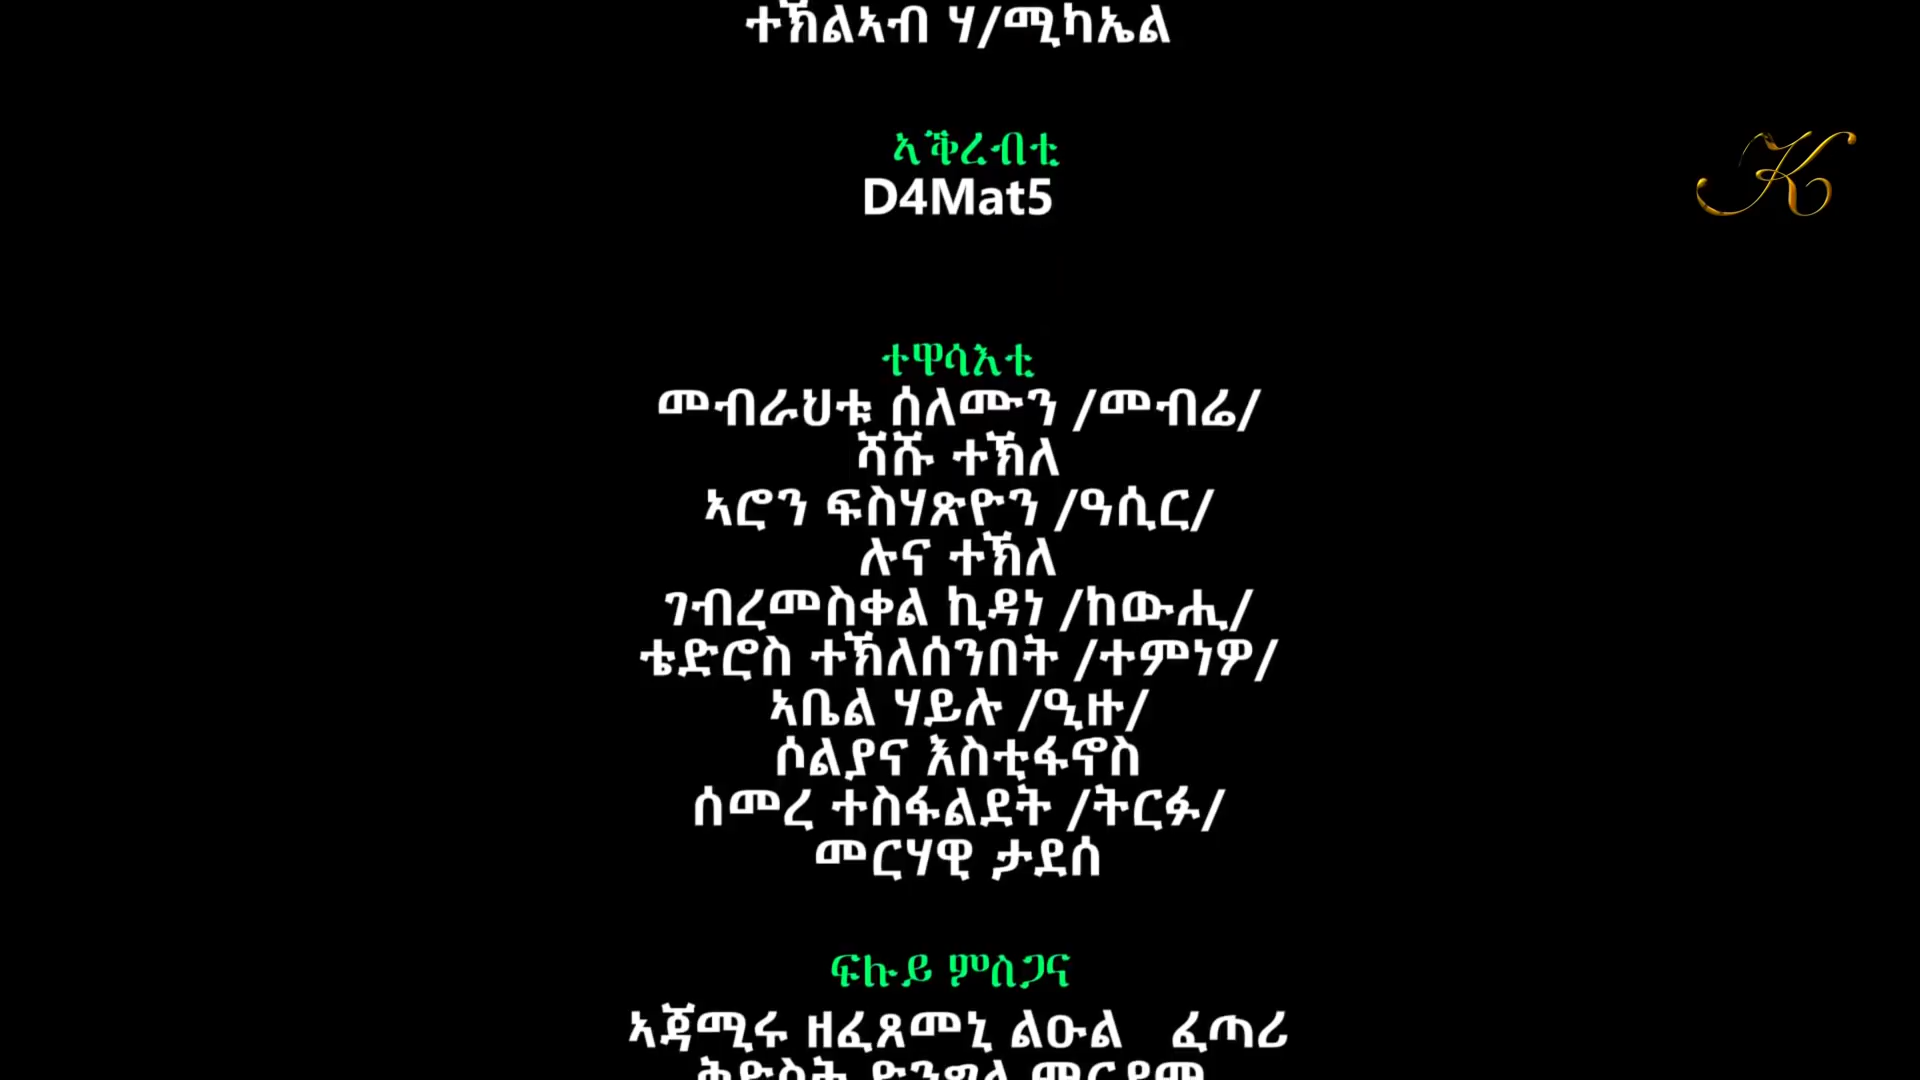 ተኽልኣብ ሃ/ሚካኤል
ኣቕረብቲ
D4Mat5
ተዋሳእቲ
መብራህቱ ሰለሙን /መብሬ/
ሻሹ ተኽለ
ኣሮን ፍስሃጽዮን /ዓሲር/
ሉና ተኽለ
ገብረመስቀል ኪዳነ /ከውሒ/
ቴድሮስ ተኽለሰንበት /ተምነዎ/
ኣቤል ሃይሉ /ዒዙ/
ሶልያና እስቲፋኖስ
ሰመረ ተስፋልደት /ትርፉ/
መርሃዊ ታደሰ
ፍሉይ ምስጋና
ኣጃሚሩ ዘፈጸመኒ ልዑል ፈጣሪ
K